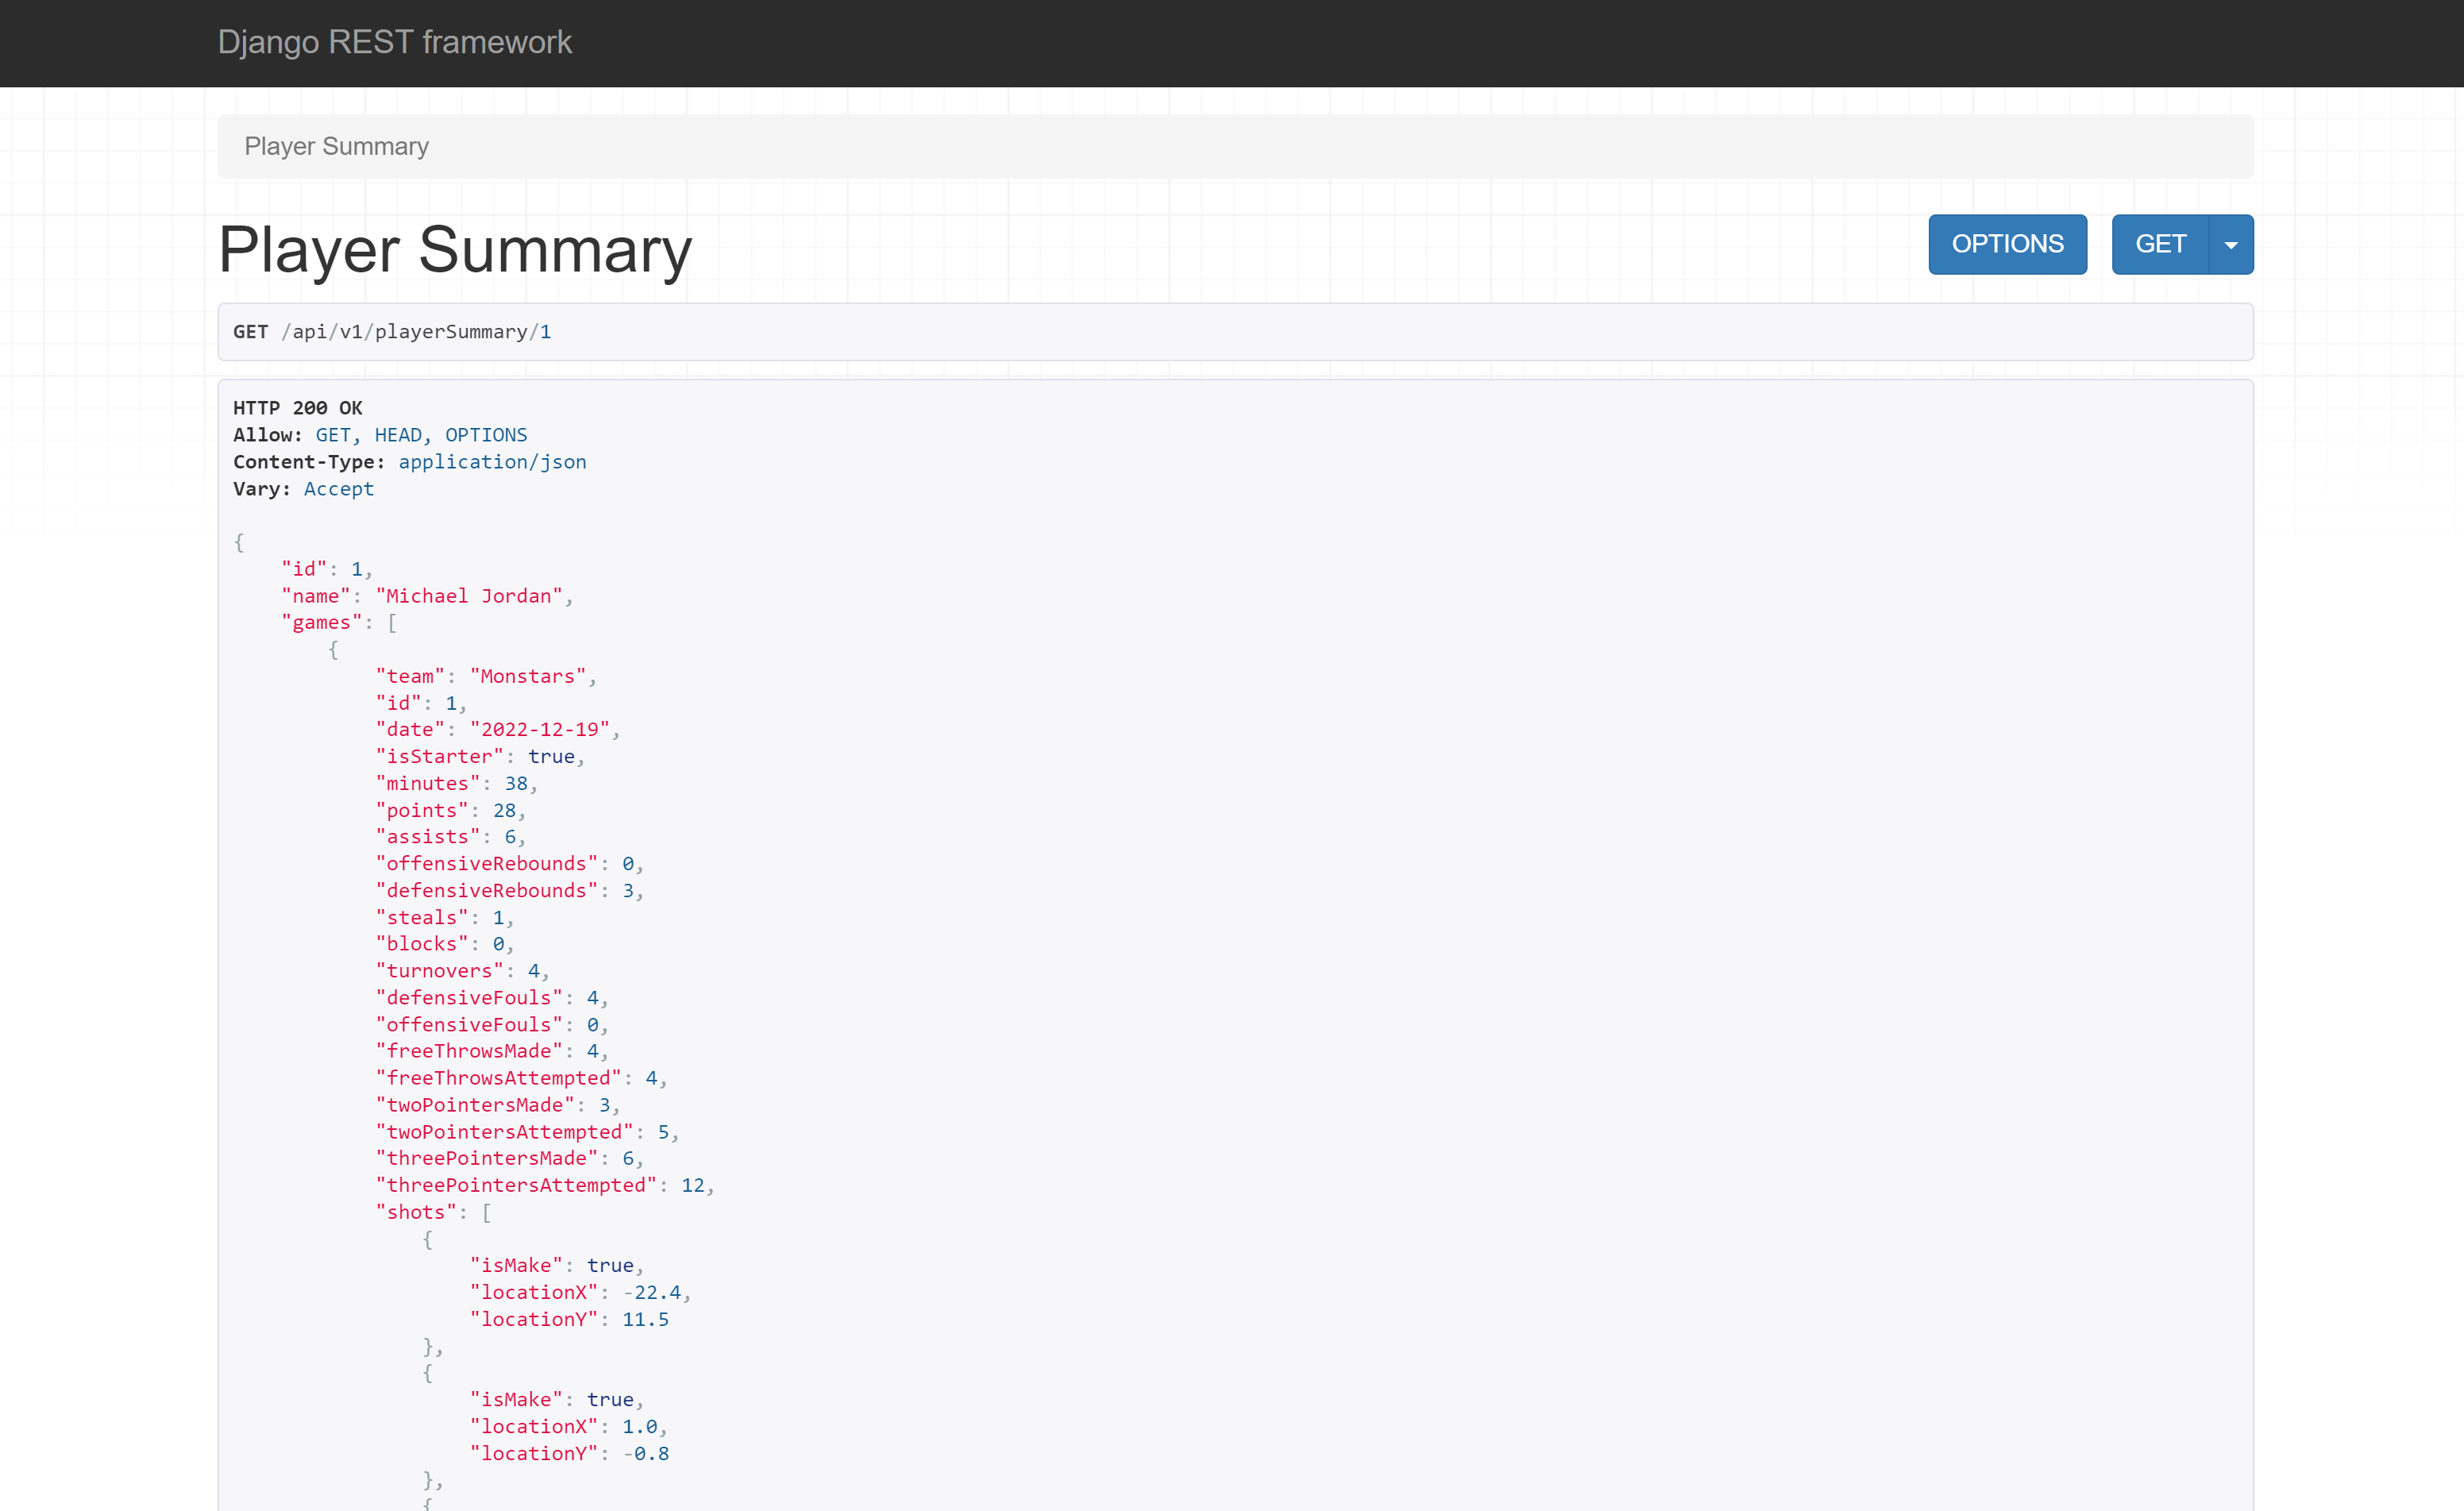 Django REST framework
Player Summary
Player Summary
OPTIONS
GET
GET /api/v1/playerSummary/1
HTTP 200 OK
Allow: GET, HEAD, OPTIONS
Content-Type: application/json
Vary: Accept
{
    "id": 1,
    "name": "Michael Jordan",
    "games": [
        {
            "team": "Monstars",
            "id": 1,
            "date": "2022-12-19",
            "isStarter": true,
            "minutes": 38,
            "points": 28,
            "assists": 6,
            "offensiveRebounds": 0,
            "defensiveRebounds": 3,
            "steals": 1,
            "blocks": 0,
            "turnovers": 4,
            "defensiveFouls": 4,
            "offensiveFouls": 0,
            "freeThrowsMade": 4,
            "freeThrowsAttempted": 4,
            "twoPointersMade": 3,
            "twoPointersAttempted": 5,
            "threePointersMade": 6,
            "threePointersAttempted": 12,
            "shots": [
                {
                    "isMake": true,
                    "locationX": -22.4,
                    "locationY": 11.5
                },
                {
                    "isMake": true,
                    "locationX": 1.0,
                    "locationY": -0.8
                },
                {